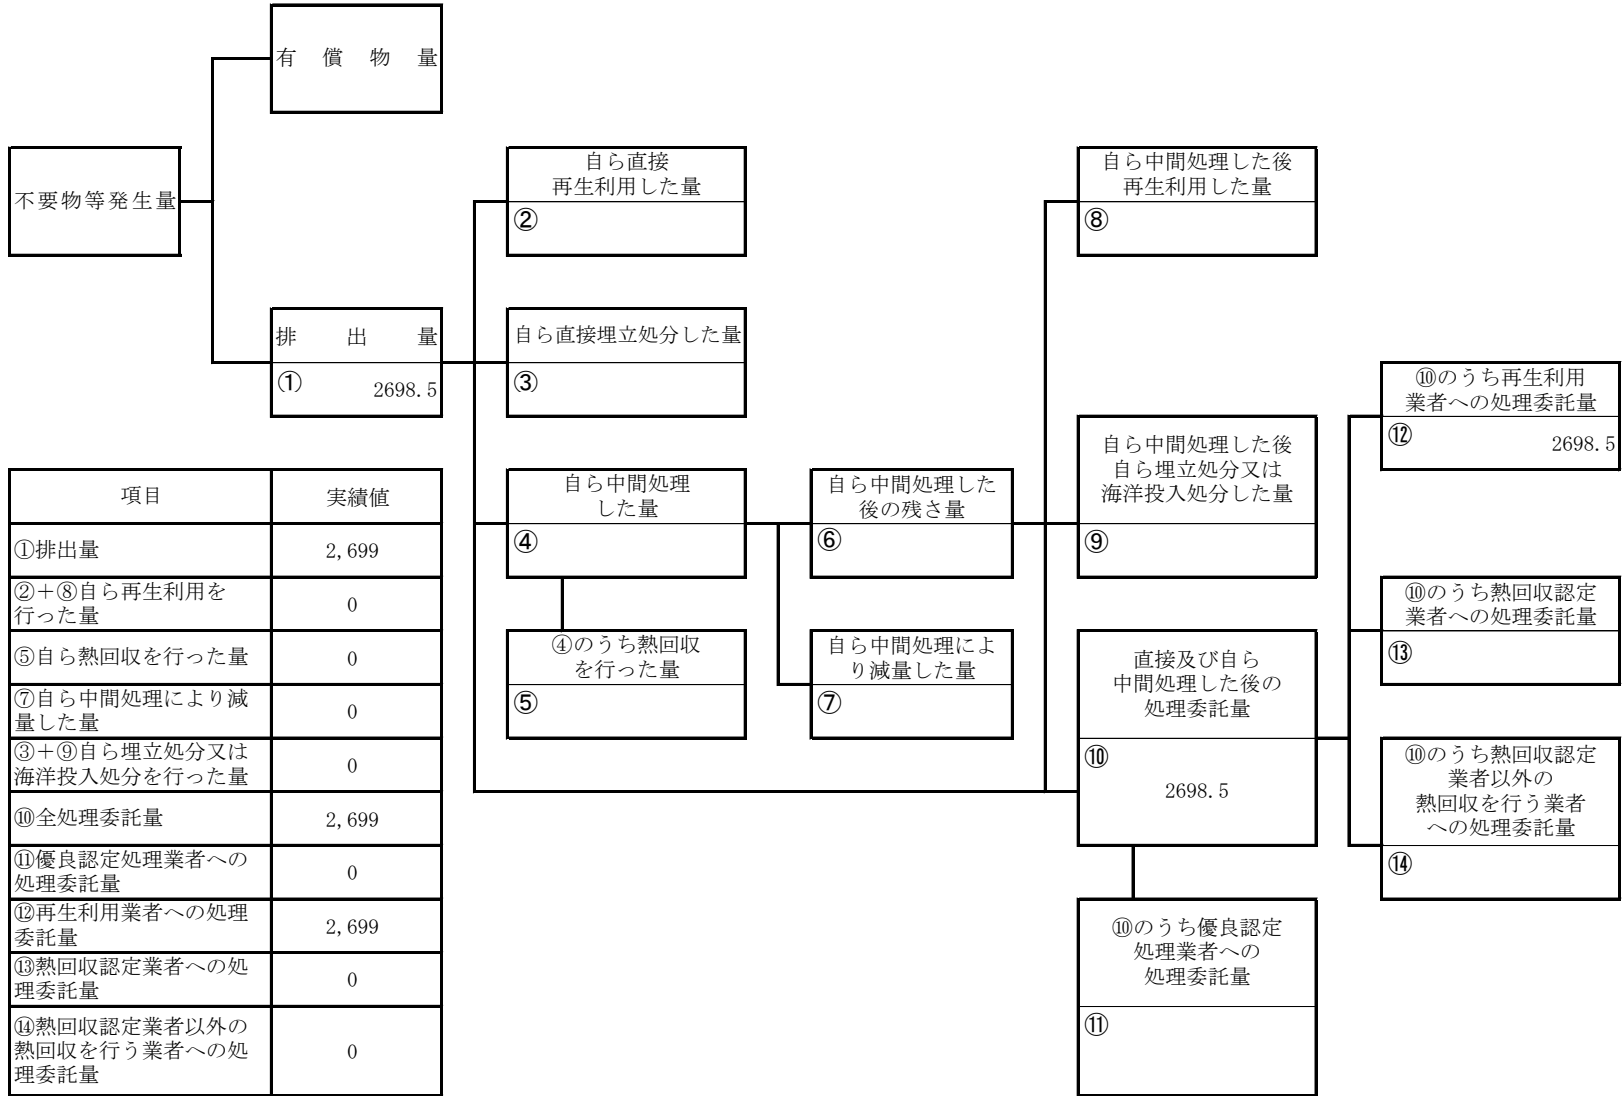 有償物量
不要物等発生量
排出量
① 2698.5
自ら直接
再生利用した量
②
自ら直接埋立処分した量
③
自ら中間処理
した量
④
④のうち熱回収
を行った量
⑤
自ら中間処理した
後の残さ量
⑥
自ら中間処理によ
り減量した量
⑦
自ら中間処理した後
再生利用した量
⑧
自ら中間処理した後
自ら埋立処分又は
海洋投入処分した量
⑨
直接及び自ら
中間処理した後の
処理委託量
⑩
2698.5
⑩のうち優良認定
処理業者への
処理委託量
⑪
⑩のうち再生利用
業者への処理委託量
⑫ 2698.5
⑩のうち熱回収認定
業者への処理委託量
⑬
⑩のうち熱回収認定
業者以外の
熱回収を行う業者
への処理委託量
⑭
項目 実績値
①排出量 2,699
②+⑧自ら再生利用を
行った量 0
⑤自ら熱回収を行った量 0
⑦自ら中間処理により減
量した量 0
③+⑨自ら埋立処分又は
海洋投入処分を行った量 0
⑩全処理委託量 2,699
⑪優良認定処理業者への
処理委託量 0
⑫再生利用業者への処理
委託量 2,699
⑬熱回収認定業者への処
理委託量 0
⑭熱回収認定業者以外の
熱回収を行う業者への処
理委託量 0